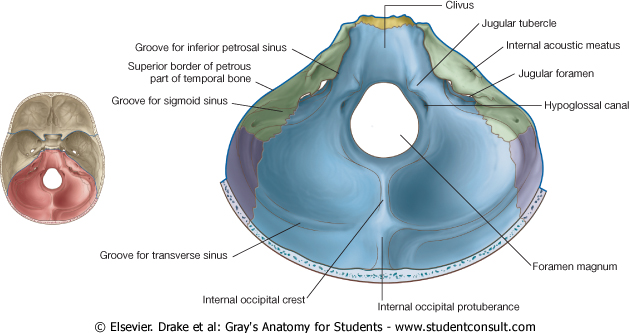 Clivus
Jugular tubercle
Groove for inferior petrosal sinus
Internal acoustic meatus
Superior border of petrous
part of temporal bone
Jugular foramen
Groove for sigmoid sinus
Hypoglossal canal
Groove for transverse sinus
Foramen magnum
Internal occipital crest
Internal occipital protuberance
© Elsevier. Drake et al: Gray's Anatomy for Students - www.studentconsult.com